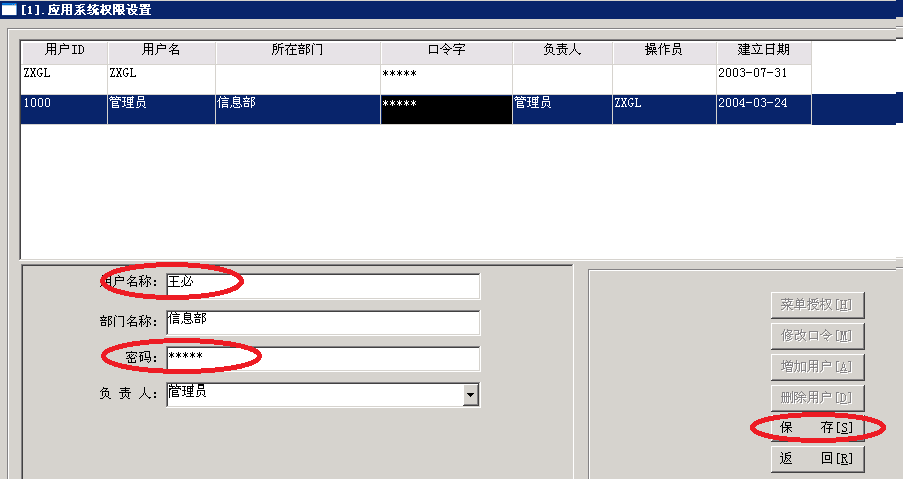 [1].应用系统权限设置
用户ID 用户名 所在部门 口令字 负责人 操作员 建立日期
ZXGL ZXGL ***** 2003-07-31
1000 管理员 信息部 ***** 管理员 ZXGL 2004-03-24
用户名称: 王必
部门名称: 信息部
密码: *****
负 责 人: 管理员
菜单授权[H]
修改口令[M]
增加用户[A]
删除用户[D]
保 存[S]
返 回[R]